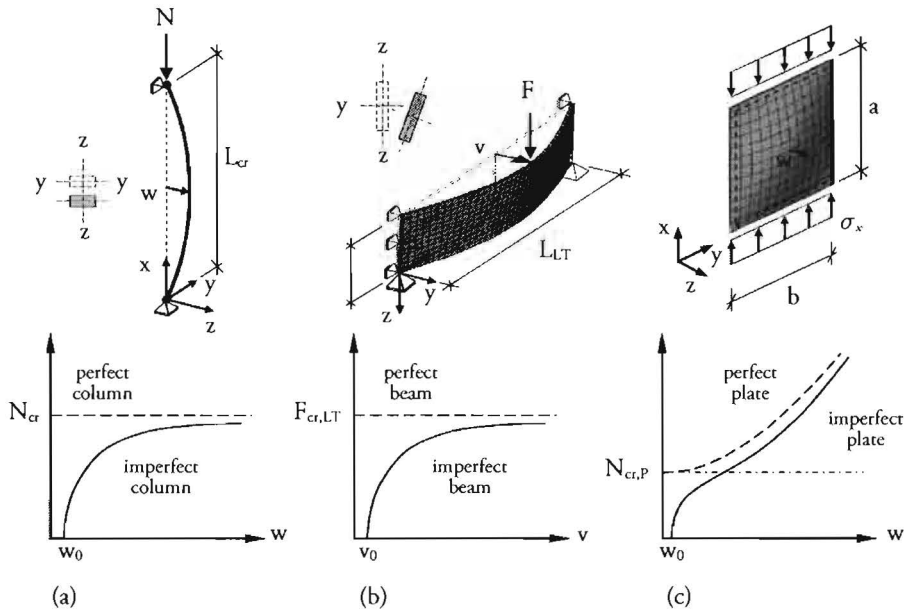 N
z
y y
z
L_cr
w
x
y
z
z
y
z
F
v
L_LT
y
z
a
w
σ_x
x
y
z
b
perfect
column
N_cr
imperfect
column
w_0
w
(a)
perfect
beam
F_cr,LT
imperfect
beam
v_0
v
(b)
perfect
plate
imperfect
plate
N_cr,P
w_0
w
(c)